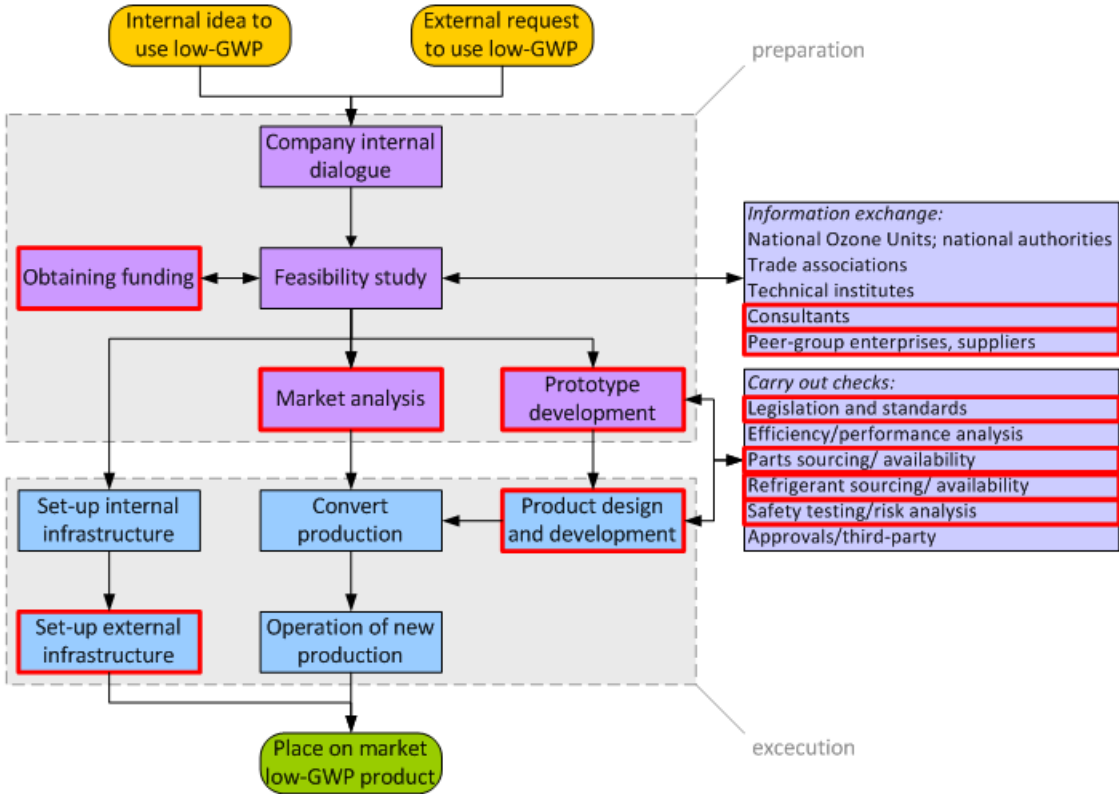 Internal idea to
use low-GWP
External request
to use low-GWP
preparation
Company internal
dialogue
Obtaining funding
Feasibility study
Information exchange:
National Ozone Units; national authorities
Trade associations
Technical institutes
Consultants
Peer-group enterprises, suppliers
Market analysis
Prototype
development
Carry out checks:
Legislation and standards
Efficiency/performance analysis
Parts sourcing/ availability
Refrigerant sourcing/ availability
Safety testing/risk analysis
Approvals/third-party
Set-up internal
infrastructure
Convert
production
Product design
and development
Set-up external
infrastructure
Operation of new
production
Place on market
low-GWP product
excecution